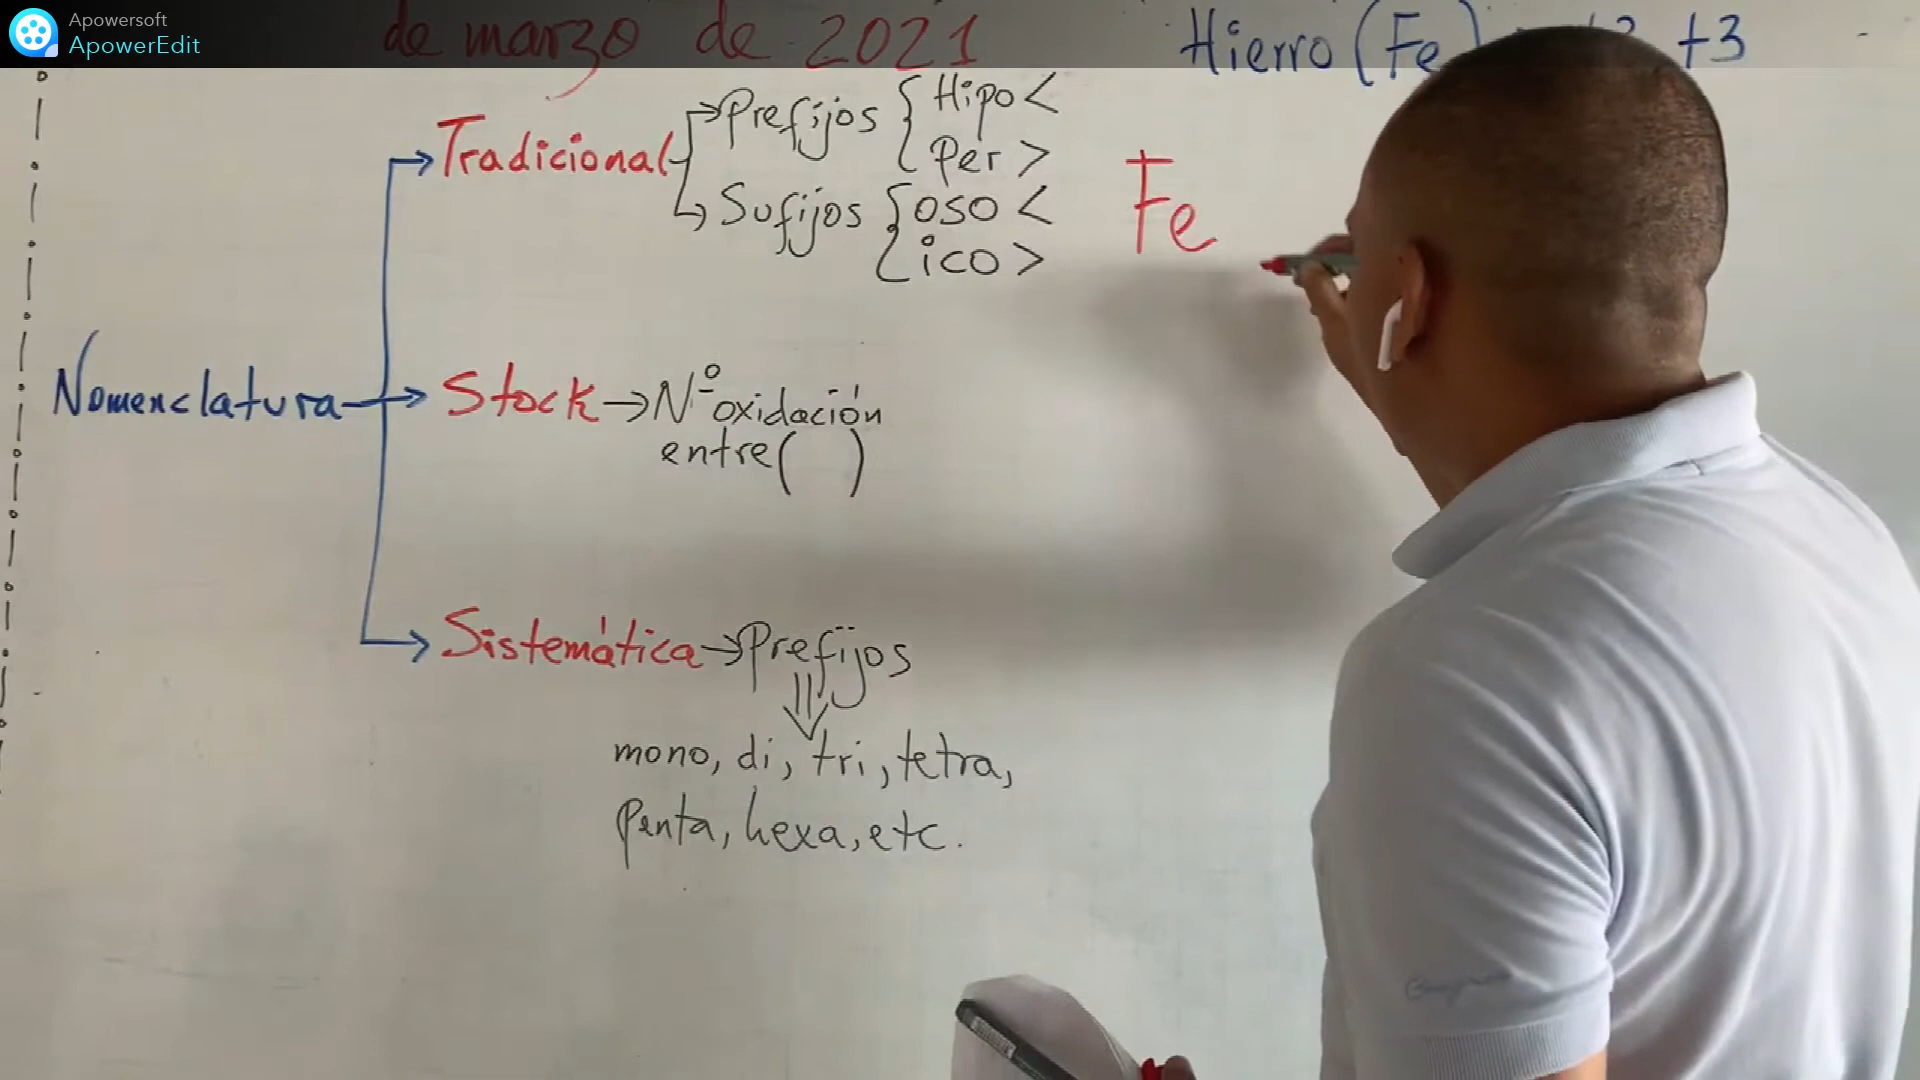 Apowersoft
ApowerEdit
de marzo de 2021
Hierro (Fe) +3
Nomenclatura
Tradicional
Prefijos { Hipo <
Per >
Sufijos { oso <
ico >
Fe
Stock → Nº oxidación
entre ( )
Sistemática → Prefijos
mono, di, tri, tetra,
penta, hexa, etc.